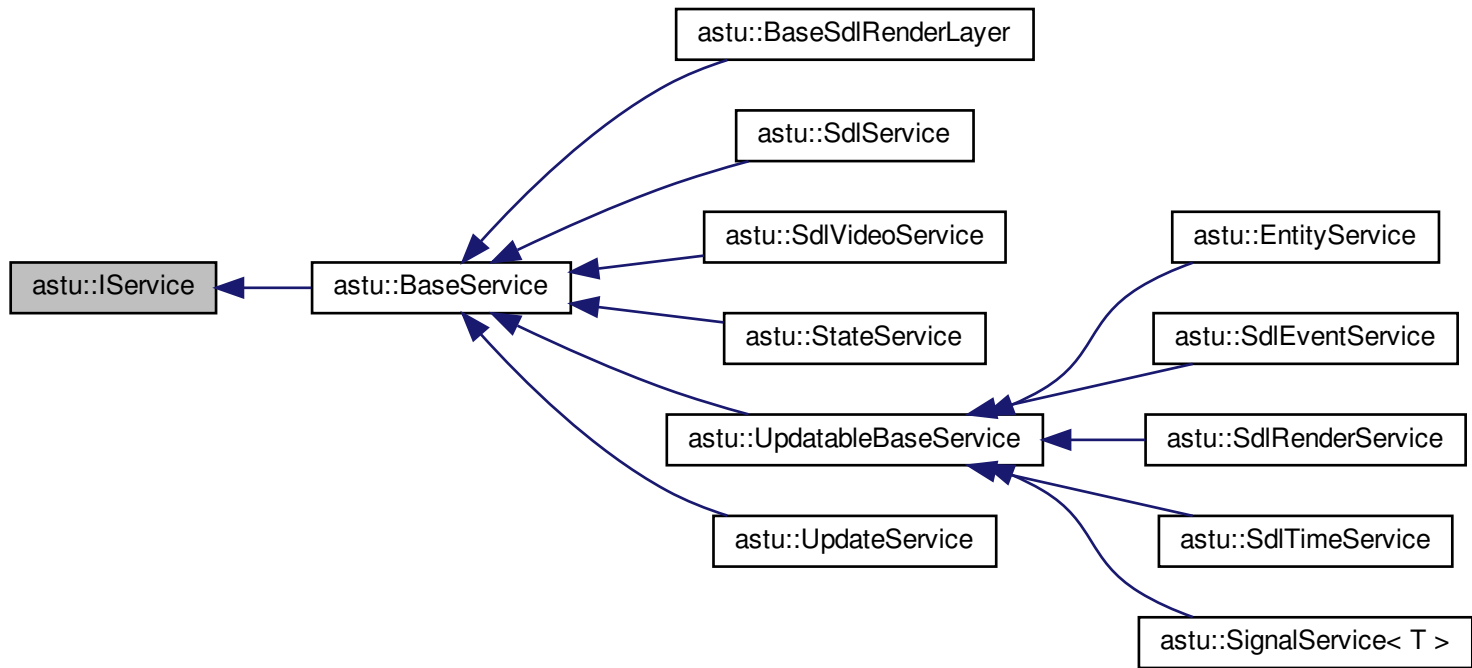 astu::BaseSdlRenderLayer
astu::SdlService
astu::SdlVideoService
astu::EntityService
astu::IService
astu::BaseService
astu::StateService
astu::SdlEventService
astu::UpdatableBaseService
astu::SdlRenderService
astu::UpdateService
astu::SdlTimeService
astu::SignalService< T >